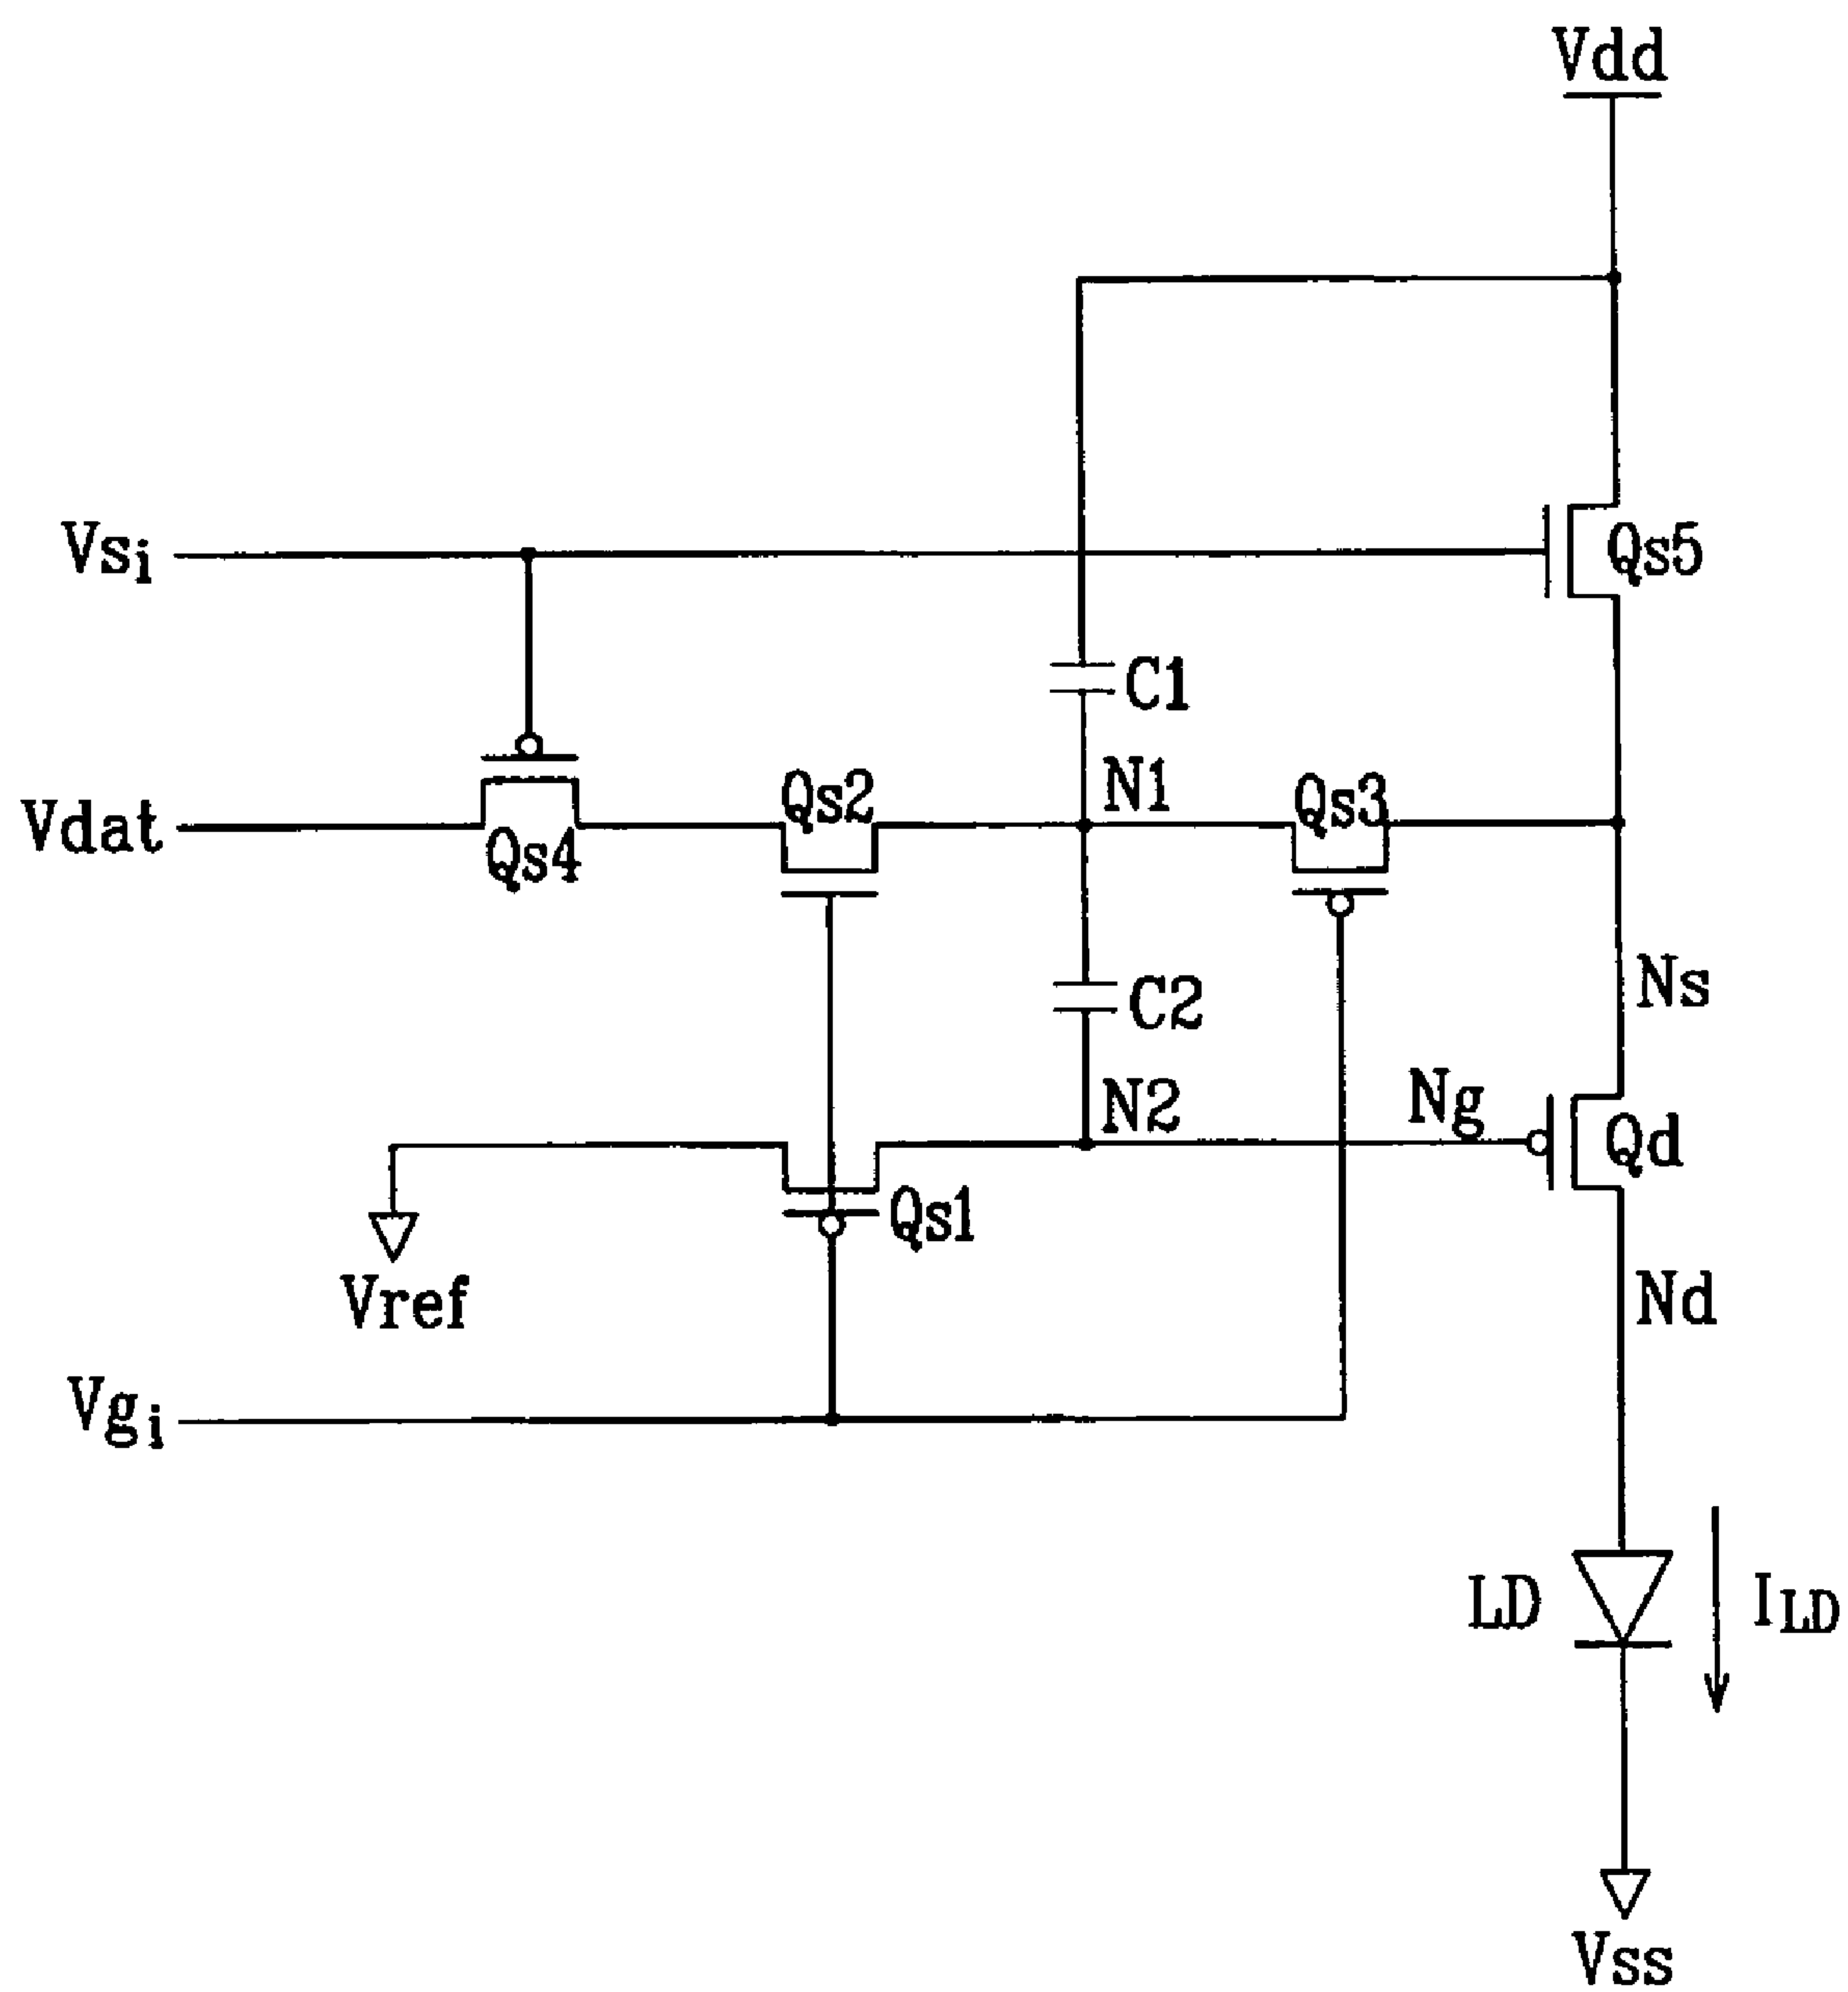 Vdd
Vsi
Qs5
C1
N1
Qs2
Qs3
Vdat
Qs4
Ns
C2
Ng
N2
Qd
Qs1
Vref
Nd
Vgi
LD
ILD
Vss